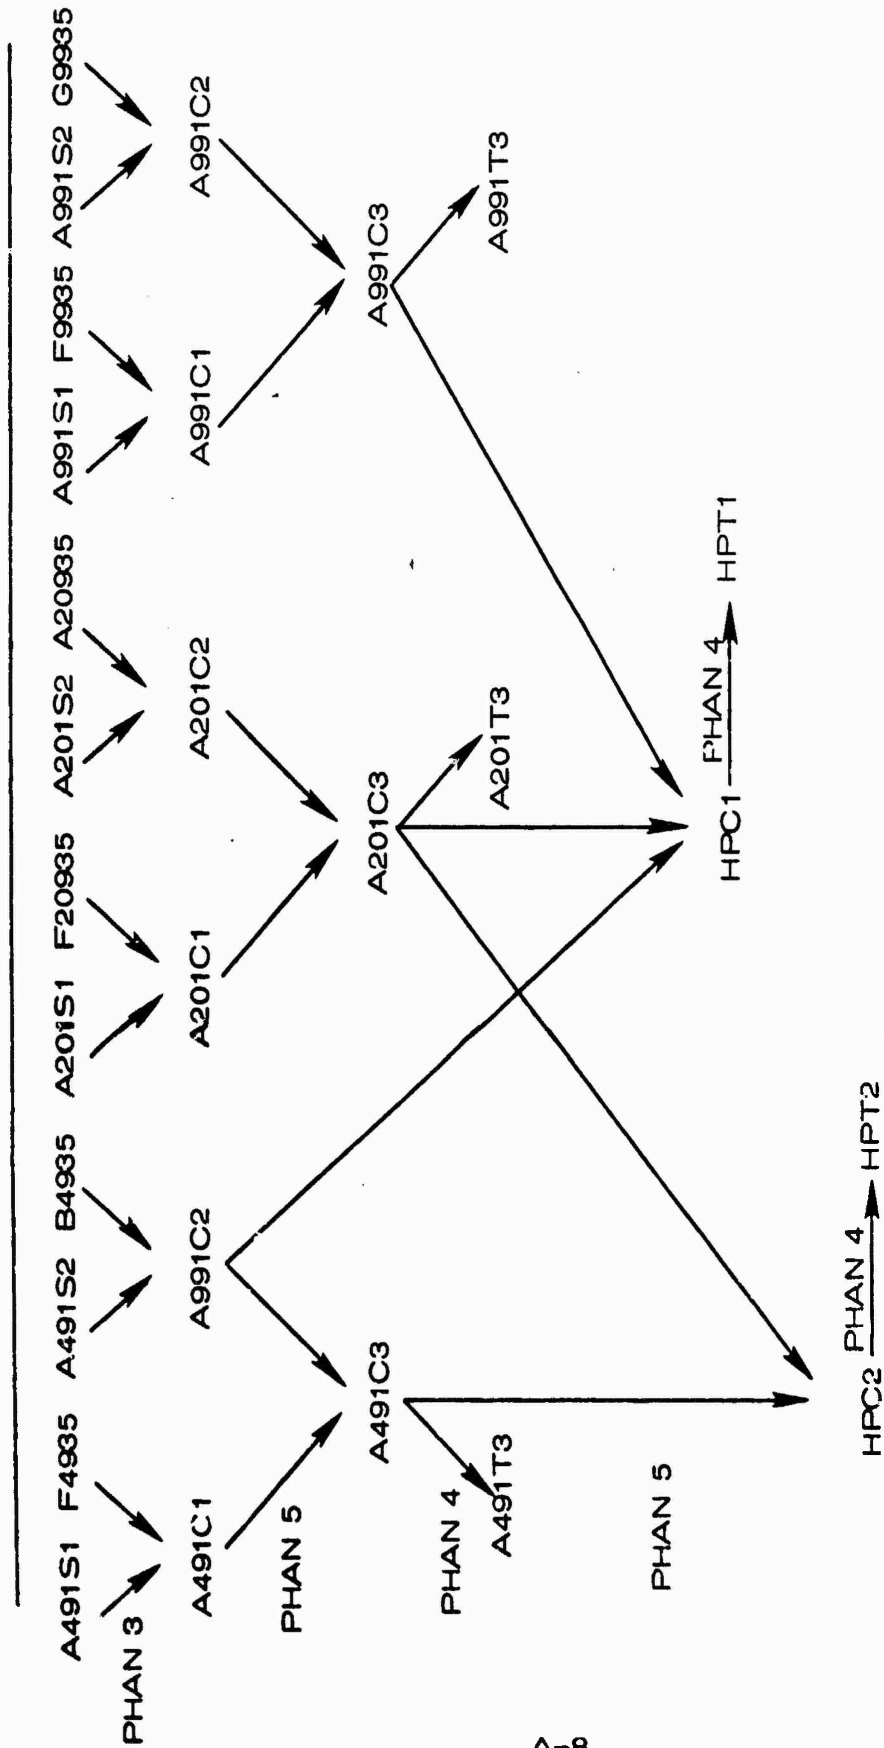 A491S1 F4935 A491S2 B4935 A201S1 F20935 A201S2 A20935 A991S1 F9935 A991S2 G9935
PHAN 3
A491C1 A991C2 A201C1 A201C2 A991C1 A991C2
PHAN 5
A491C3 A201C3 A991C3
PHAN 4
A491T3 A201T3 A991T3
PHAN 5
HPC1 PHAN 4 HPT1
HPC2 PHAN 4 HPT2
A-8